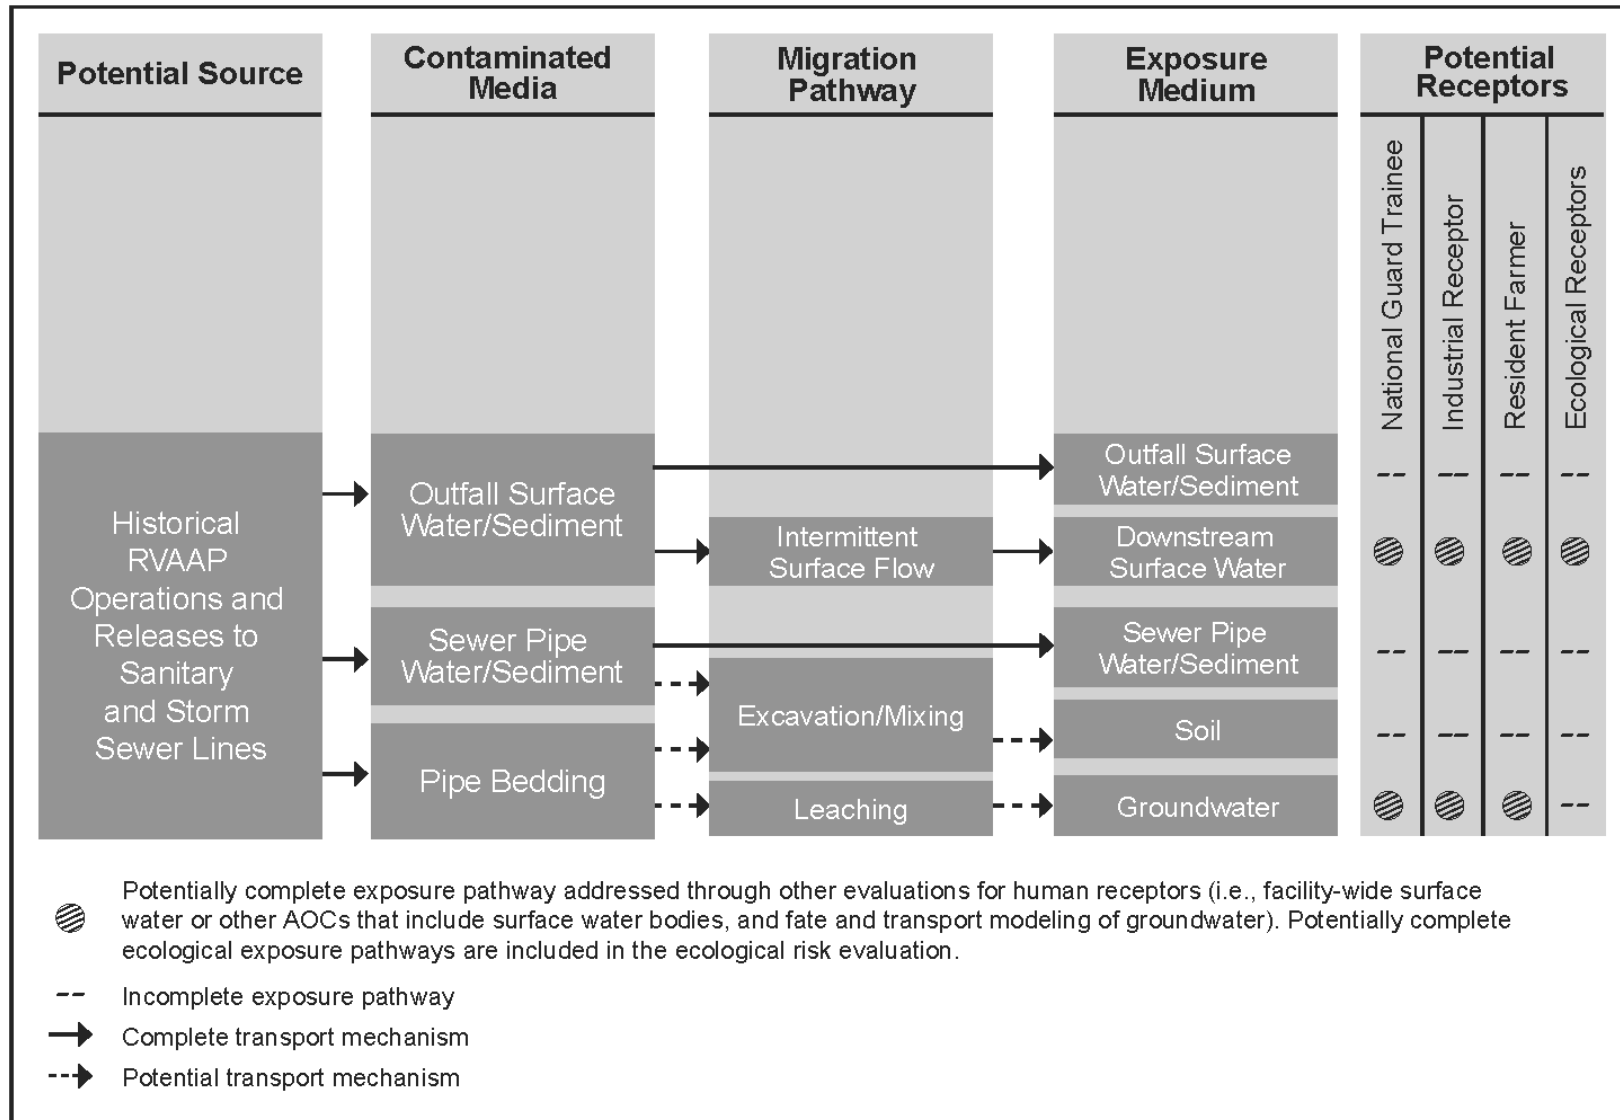 Potential Source
Contaminated
Media
Migration
Pathway
Exposure
Medium
Potential
Receptors
National Guard Trainee
Industrial Receptor
Resident Farmer
Ecological Receptors
Historical
RVAAP
Operations and
Releases to
Sanitary
and Storm
Sewer Lines
Outfall Surface
Water/Sediment
Sewer Pipe
Water/Sediment
Pipe Bedding
Intermittent
Surface Flow
Excavation/Mixing
Leaching
Outfall Surface
Water/Sediment
-- -- -- --
Downstream
Surface Water
Sewer Pipe
Water/Sediment
-- -- -- --
Soil
-- -- -- --
Groundwater
--
Potentially complete exposure pathway addressed through other evaluations for human receptors (i.e., facility-wide surface
water or other AOCs that include surface water bodies, and fate and transport modeling of groundwater). Potentially complete
ecological exposure pathways are included in the ecological risk evaluation.
-- Incomplete exposure pathway
Complete transport mechanism
Potential transport mechanism